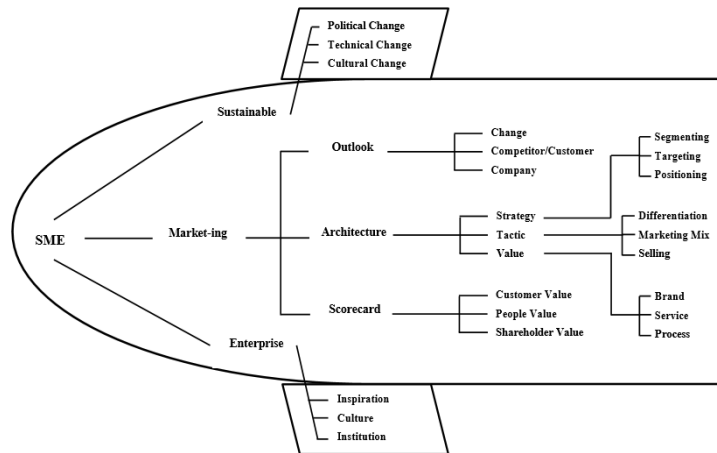 Political Change
Technical Change
Cultural Change
Sustainable
SME
Market-ing
Enterprise
Outlook
Change
Competitor/Customer
Company
Architecture
Strategy
Tactic
Value
Segmenting
Targeting
Positioning
Differentiation
Marketing Mix
Selling
Brand
Service
Process
Scorecard
Customer Value
People Value
Shareholder Value
Inspiration
Culture
Institution